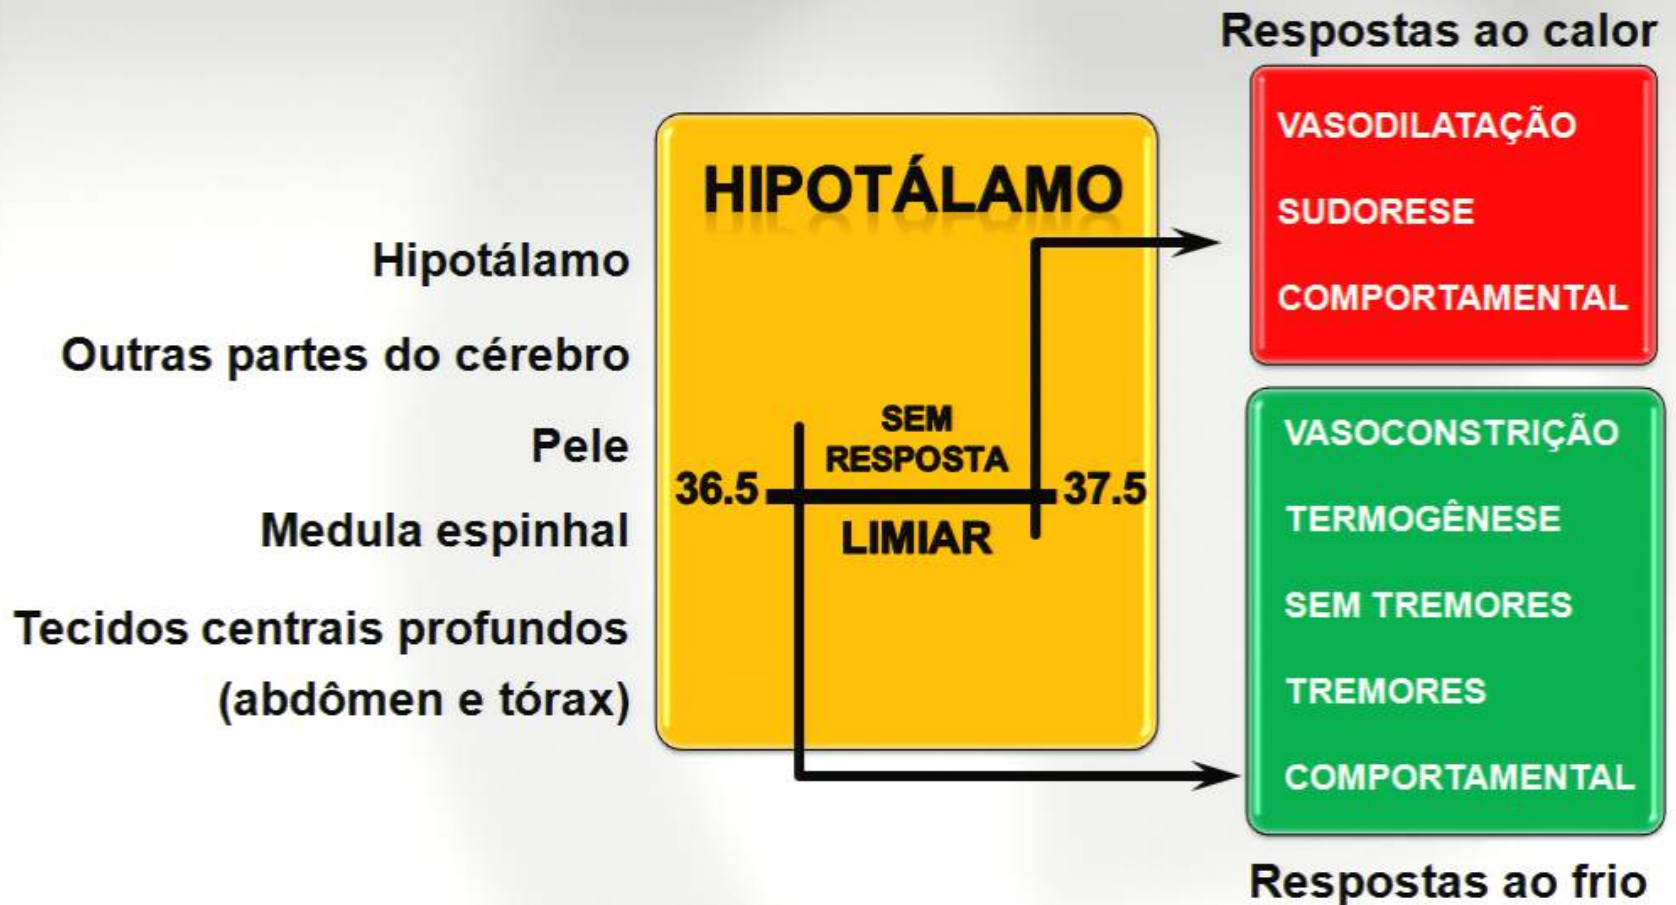 Hipotálamo
Outras partes do cérebro
Pele
Medula espinhal
Tecidos centrais profundos
(abdômen e tórax)
HIPOTÁLAMO
SEM
RESPOSTA
36.5
37.5
LIMIAR
Respostas ao calor
VASODILATAÇÃO
SUDORESE
COMPORTAMENTAL
VASOCONSTRIÇÃO
TERMOGÊNESE
SEM TREMORES
TREMORES
COMPORTAMENTAL
Respostas ao frio